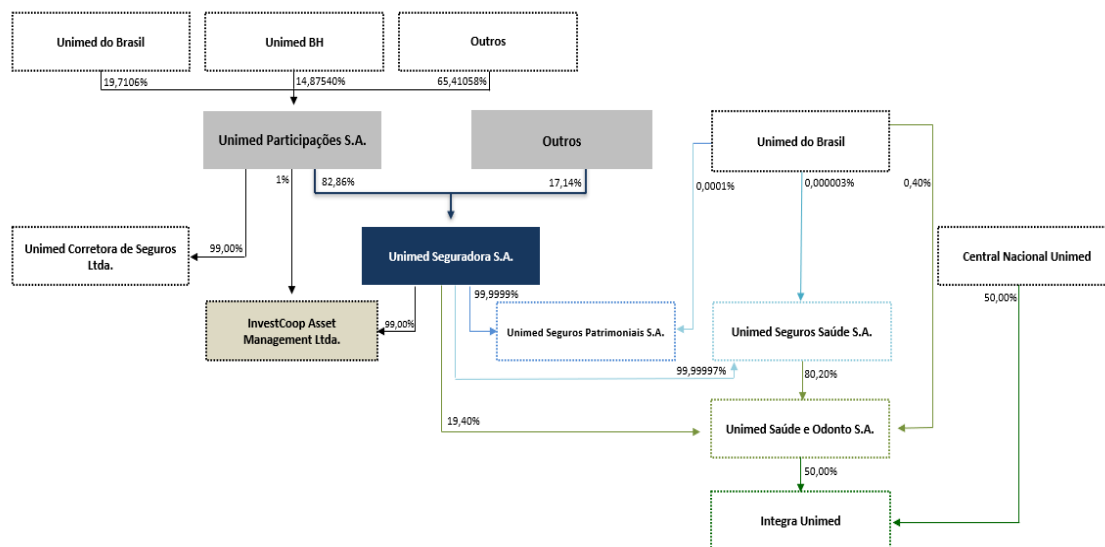 Unimed do Brasil
Unimed BH
Outros
19,7106%
14,87540%
65,41058%
Unimed Participações S.A.
Outros
Unimed do Brasil
1%
82,86%
17,14%
0,0001%
0,000003%
0,40%
Unimed Corretora de Seguros
Ltda.
99,00%
Unimed Seguradora S.A.
Central Nacional Unimed
99,9999%
50,00%
InvestCoop Asset
Management Ltda.
99,00%
Unimed Seguros Patrimoniais S.A.
Unimed Seguros Saúde S.A.
99,99997%
80,20%
19,40%
Unimed Saúde e Odonto S.A.
50,00%
Integra Unimed